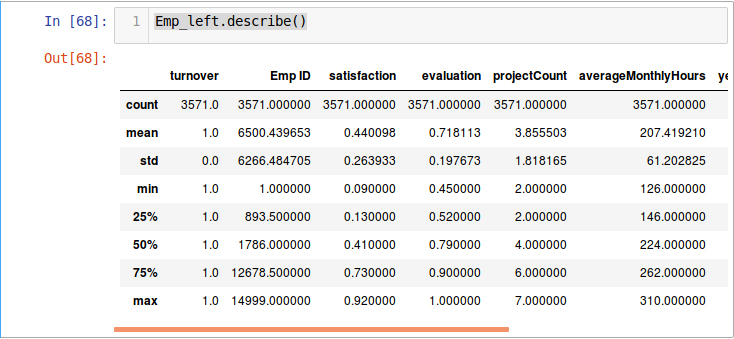 In [68]: 1 Emp_left.describe()
Out[68]:
turnover Emp ID satisfaction evaluation projectCount averageMonthlyHours ye
count 3571.0 3571.000000 3571.000000 3571.000000 3571.000000 3571.000000
mean 1.0 6500.439653 0.440098 0.718113 3.855503 207.419210
std 0.0 6266.484705 0.263933 0.197673 1.818165 61.202825
min 1.0 1.000000 0.090000 0.450000 2.000000 126.000000
25% 1.0 893.500000 0.130000 0.520000 2.000000 146.000000
50% 1.0 1786.000000 0.410000 0.790000 4.000000 224.000000
75% 1.0 12678.500000 0.730000 0.900000 6.000000 262.000000
max 1.0 14999.000000 0.920000 1.000000 7.000000 310.000000